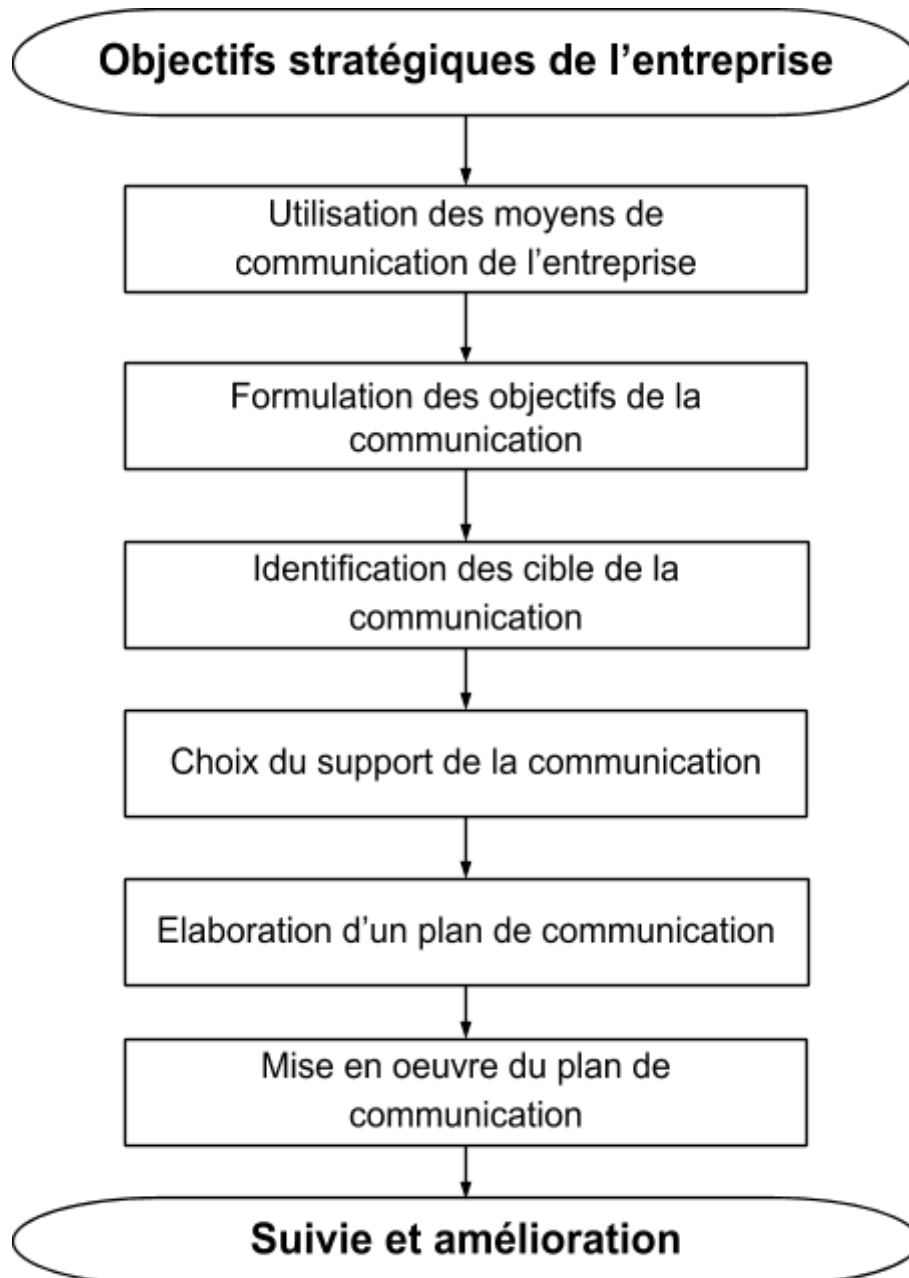 Objectifs stratégiques de l’entreprise
Utilisation des moyens de
communication de l’entreprise
Formulation des objectifs de la
communication
Identification des cible de la
communication
Choix du support de la communication
Elaboration d’un plan de communication
Mise en oeuvre du plan de
communication
Suivie et amélioration